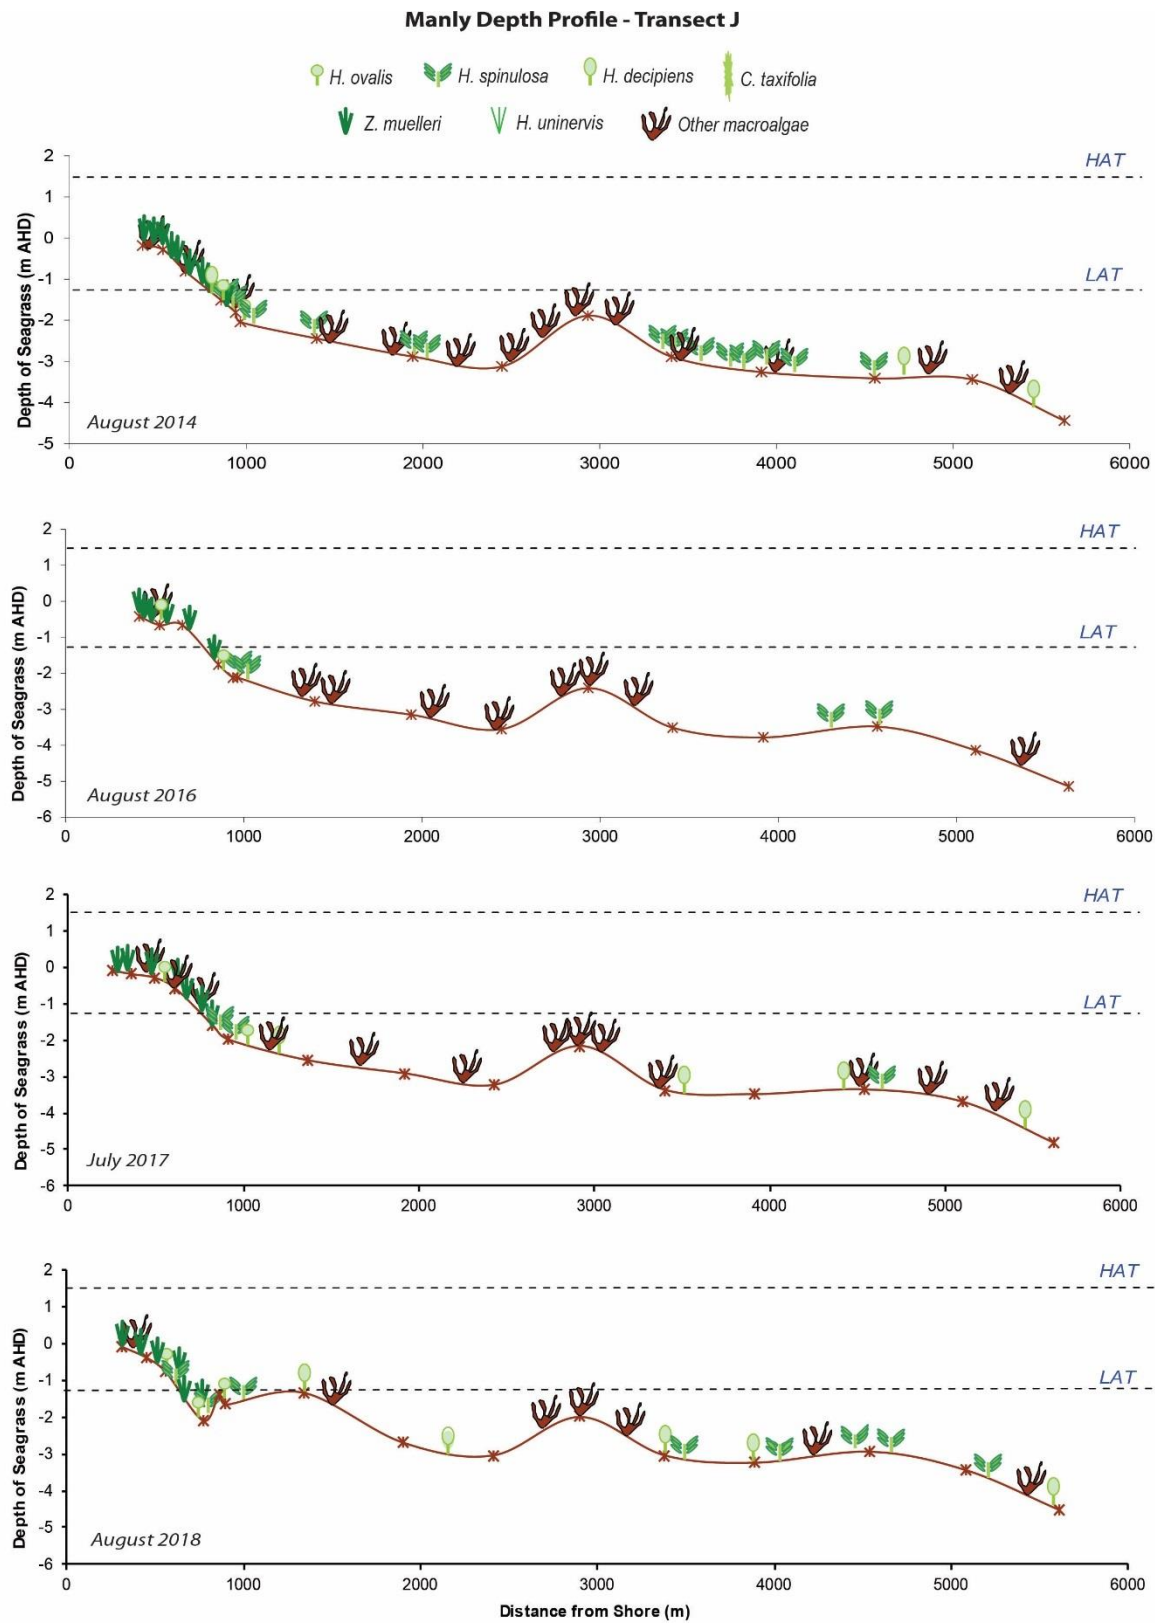 Manly Depth Profile - Transect J
H. ovalis H. spinulosa H. decipiens C. taxifolia
Z. muelleri H. uninervis Other macroalgae
2
HAT
1
0
-1
LAT
-2
-3
-4
-5
Depth of Seagrass (m AHD)
August 2014
0 1000 2000 3000 4000 5000 6000
2
HAT
1
0
-1
LAT
-2
-3
-4
-5
-6
Depth of Seagrass (m AHD)
August 2016
0 1000 2000 3000 4000 5000 6000
2
HAT
1
0
-1
LAT
-2
-3
-4
-5
-6
Depth of Seagrass (m AHD)
July 2017
0 1000 2000 3000 4000 5000 6000
2
HAT
1
0
-1
LAT
-2
-3
-4
-5
-6
Depth of Seagrass (m AHD)
August 2018
0 1000 2000 3000 4000 5000 6000
Distance from Shore (m)